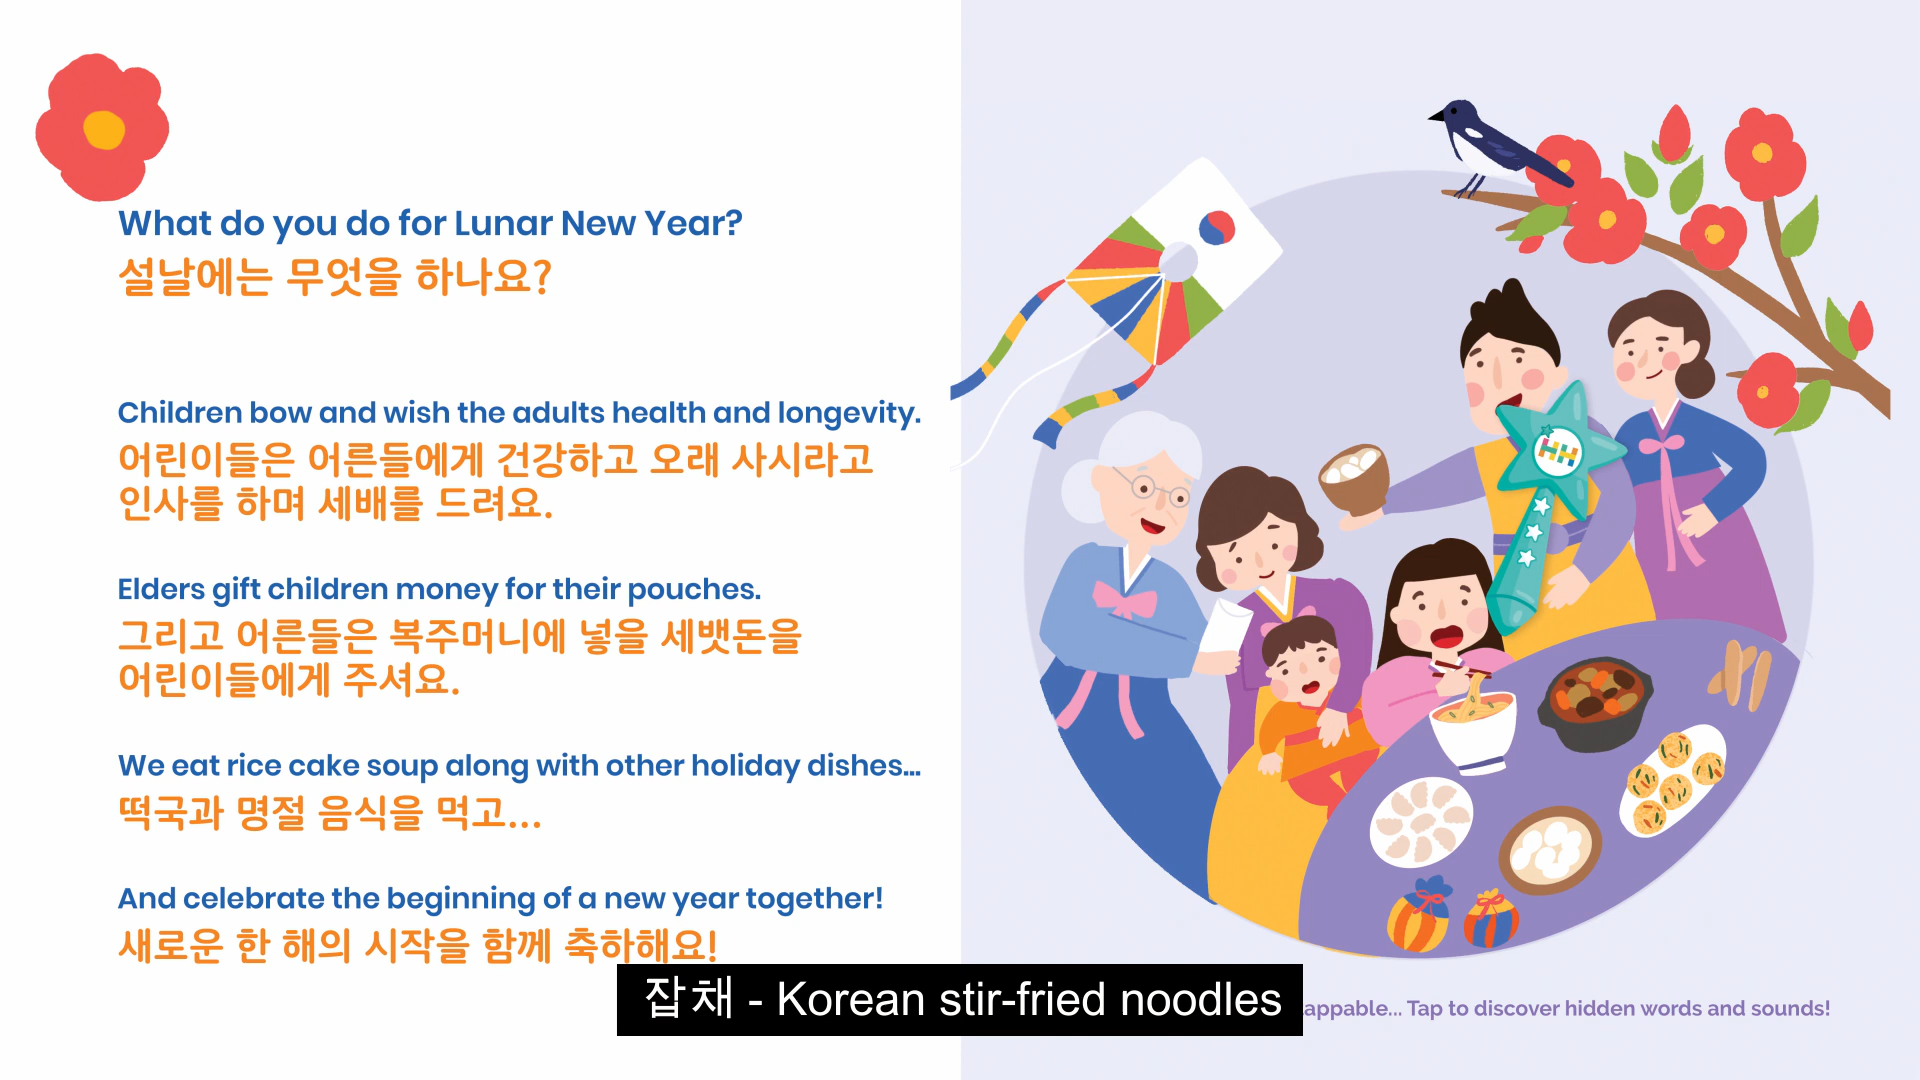 What do you do for Lunar New Year?
설날에는 무엇을 하나요?
Children bow and wish the adults health and longevity.
어린이들은 어른들에게 건강하고 오래 사시라고
인사를 하며 세배를 드려요.
Elders gift children money for their pouches.
그리고 어른들은 복주머니에 넣을 세뱃돈을
어린이들에게 주셔요.
We eat rice cake soup along with other holiday dishes...
떡국과 명절 음식을 먹고...
And celebrate the beginning of a new year together!
새로운 한 해의 시작을 함께 축하해요!
HH
appable... Tap to discover hidden words and sounds!
잡채 - Korean stir-fried noodles